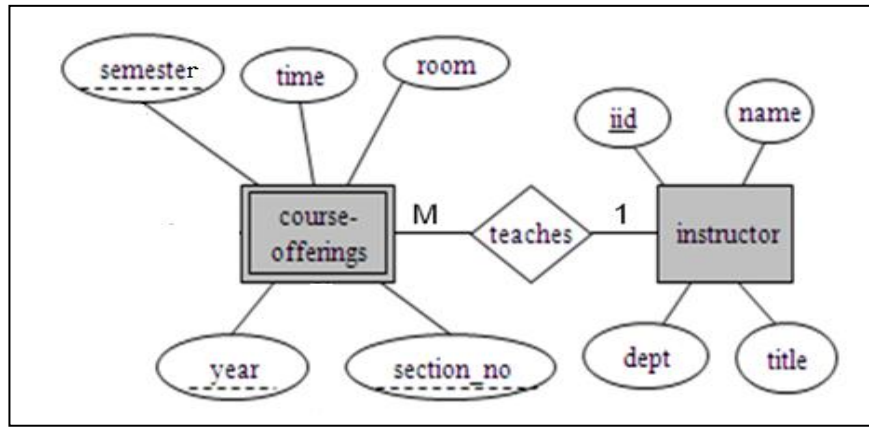 semester
time
room
iid
name
course-
offerings
M
teaches
1
instructor
year
section_no
dept
title